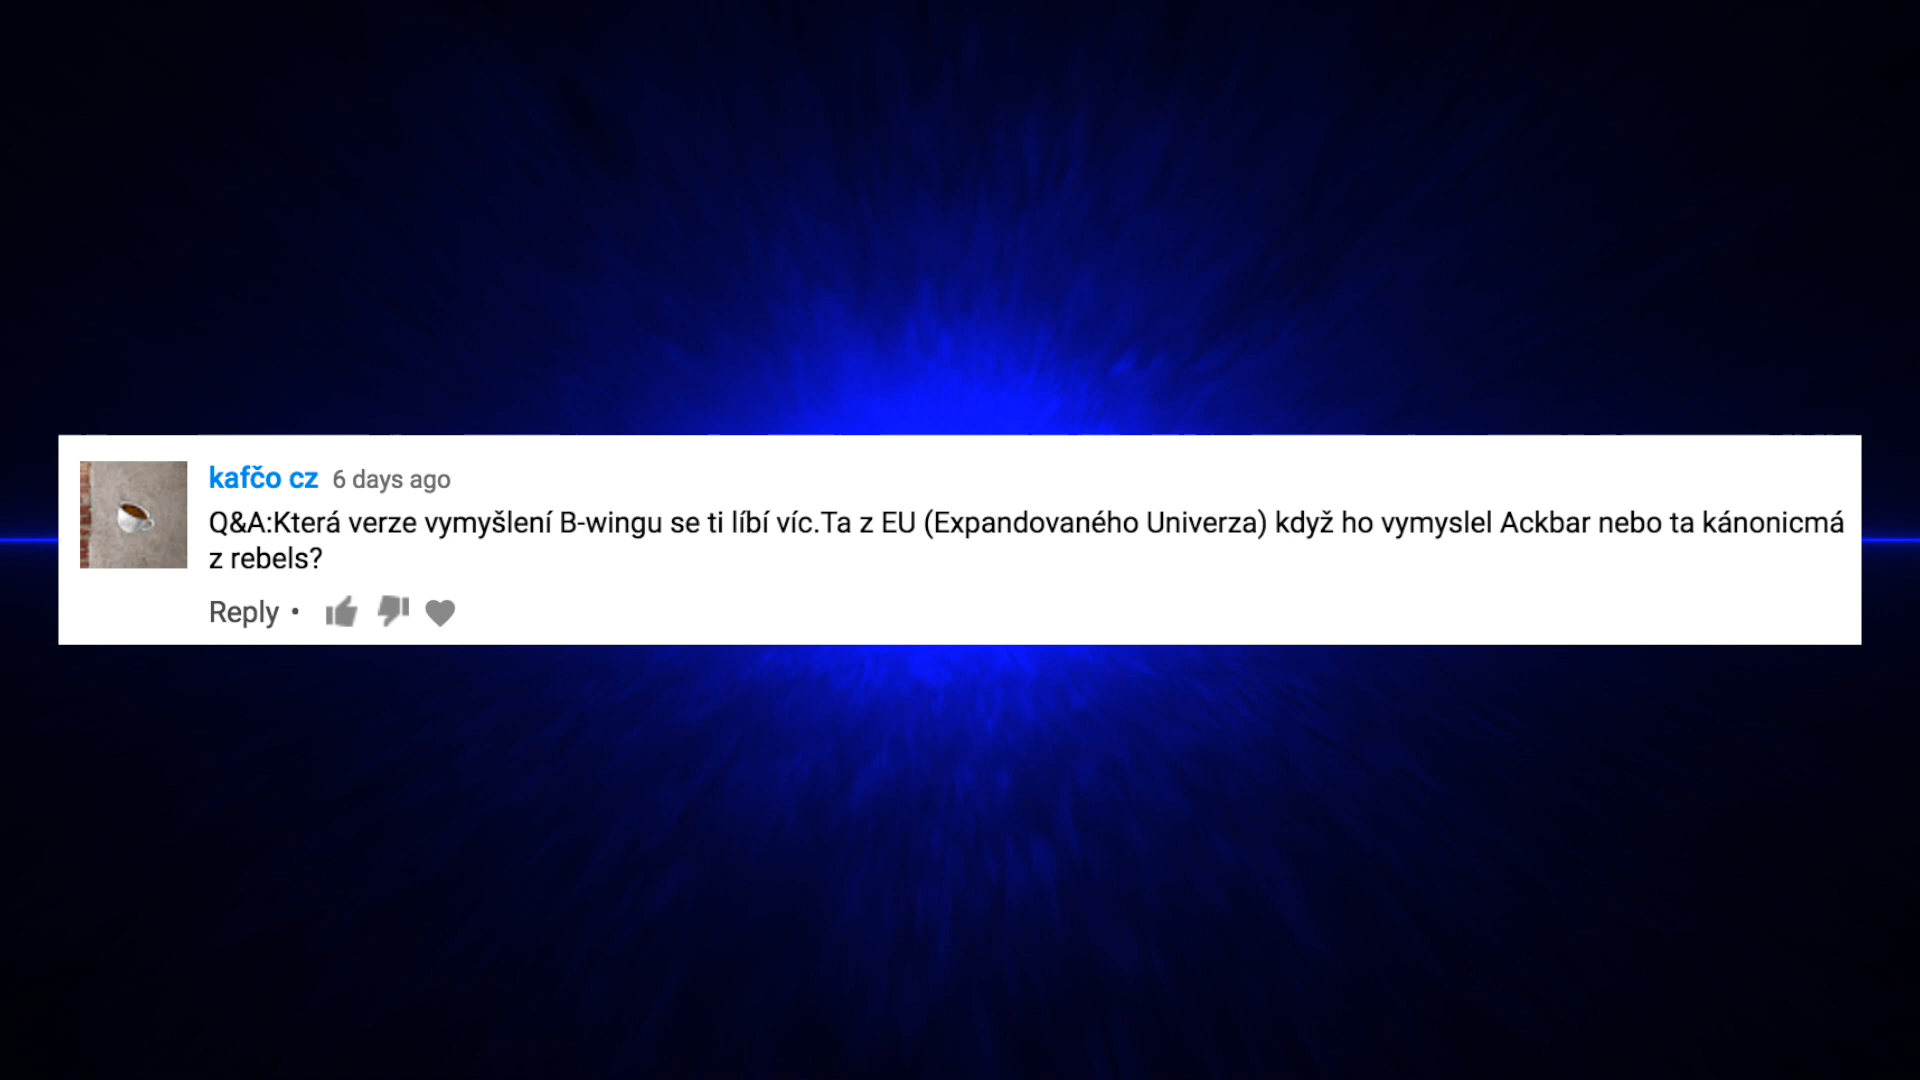 kafčo cz 6 days ago
Q&A:Která verze vymyšlení B-wingu se ti líbí víc.Ta z EU (Expandovaného Univerza) když ho vymyslel Ackbar nebo ta kánonicmá
z rebels?
Reply •